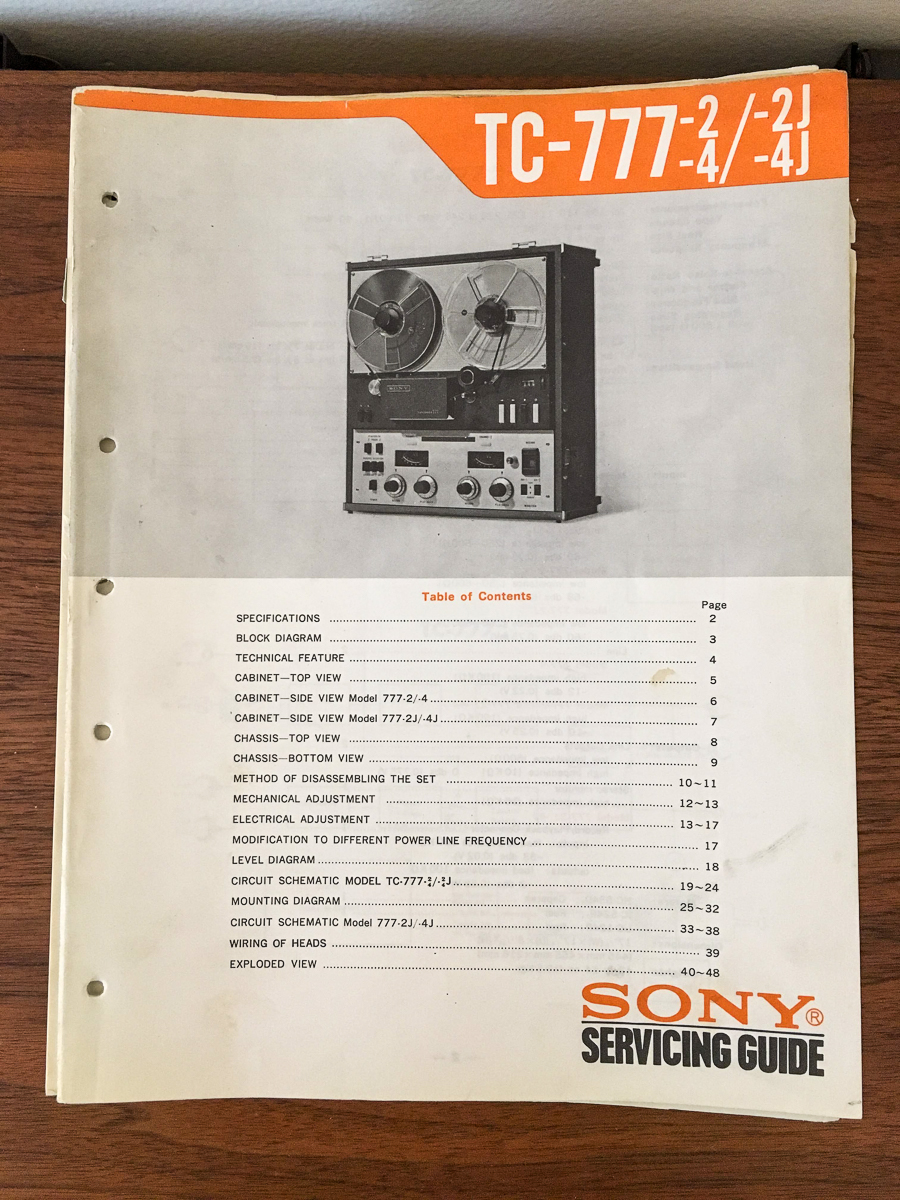 TC-777-2/-2J
-4/-4J
SONY
Table of Contents
Page
SPECIFICATIONS ........ 2
BLOCK DIAGRAM ........ 3
TECHNICAL FEATURE ........ 4
CABINET—TOP VIEW ........ 5
CABINET—SIDE VIEW Model 777-2/-4 ........ 6
CABINET—SIDE VIEW Model 777-2J/-4J ........ 7
CHASSIS—TOP VIEW ........ 8
CHASSIS—BOTTOM VIEW ........ 9
METHOD OF DISASSEMBLING THE SET ........ 10~11
MECHANICAL ADJUSTMENT ........ 12~13
ELECTRICAL ADJUSTMENT ........ 13~17
MODIFICATION TO DIFFERENT POWER LINE FREQUENCY ........ 17
LEVEL DIAGRAM ........ 18
CIRCUIT SCHEMATIC MODEL TC-777-2/4/-2/4J ........ 19~24
MOUNTING DIAGRAM ........ 25~32
CIRCUIT SCHEMATIC Model 777-2J/-4J ........ 33~38
WIRING OF HEADS ........ 39
EXPLODED VIEW ........ 40~48
SONY®
SERVICING GUIDE